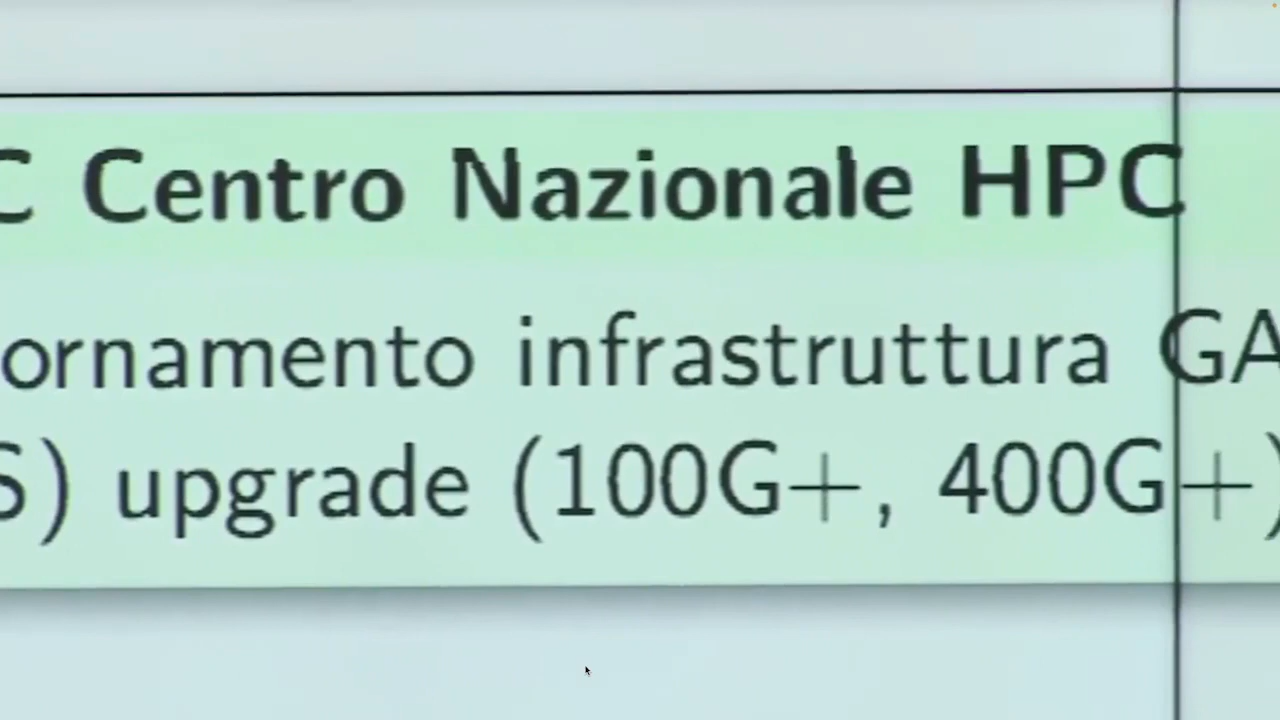 C Centro Nazionale HPC
ornamento infrastruttura GA
S) upgrade (100G+, 400G+)